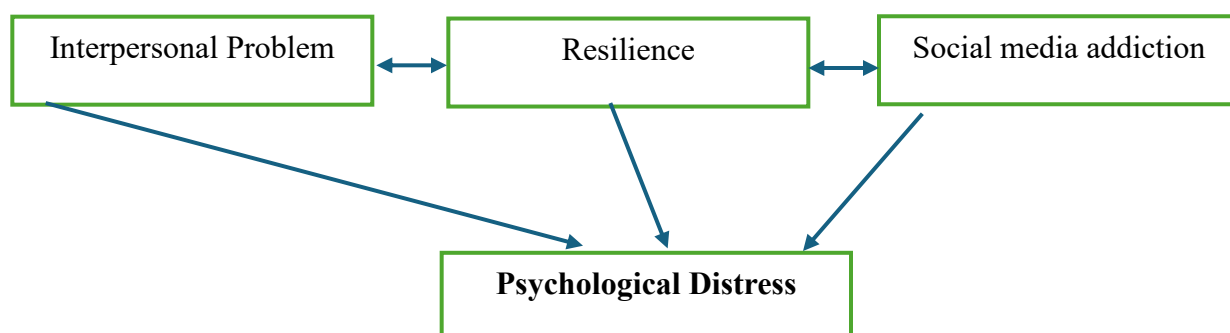 Interpersonal Problem
Resilience
Social media addiction
Psychological Distress